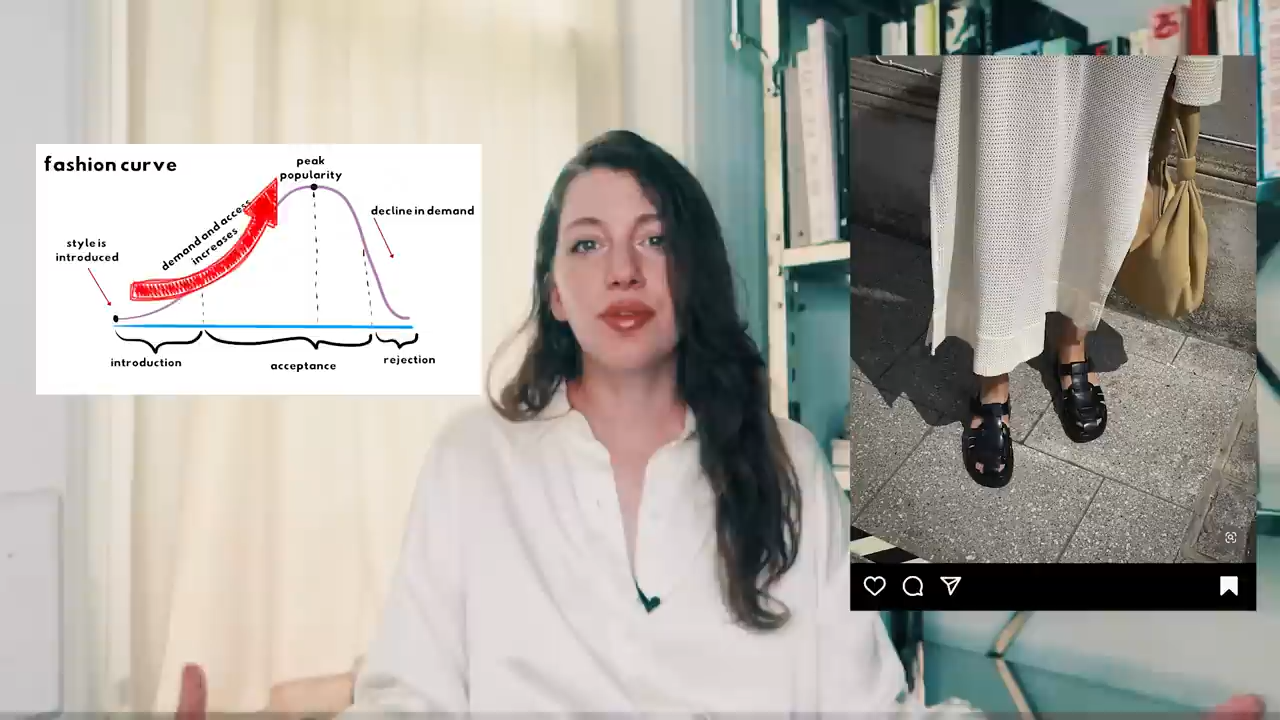 fashion curve
peak
popularity
decline in demand
demand and access
increases
style is
introduced
introduction
acceptance
rejection